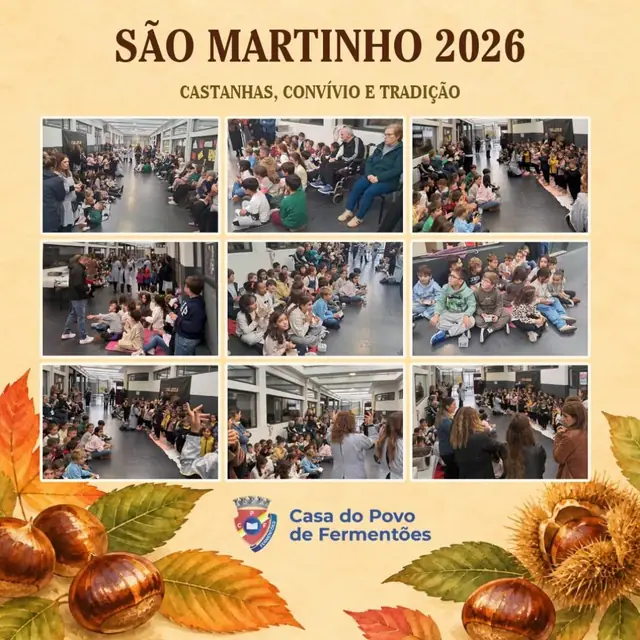 SÃO MARTINHO 2026
CASTANHAS, CONVÍVIO E TRADIÇÃO
Casa do Povo
de Fermentões